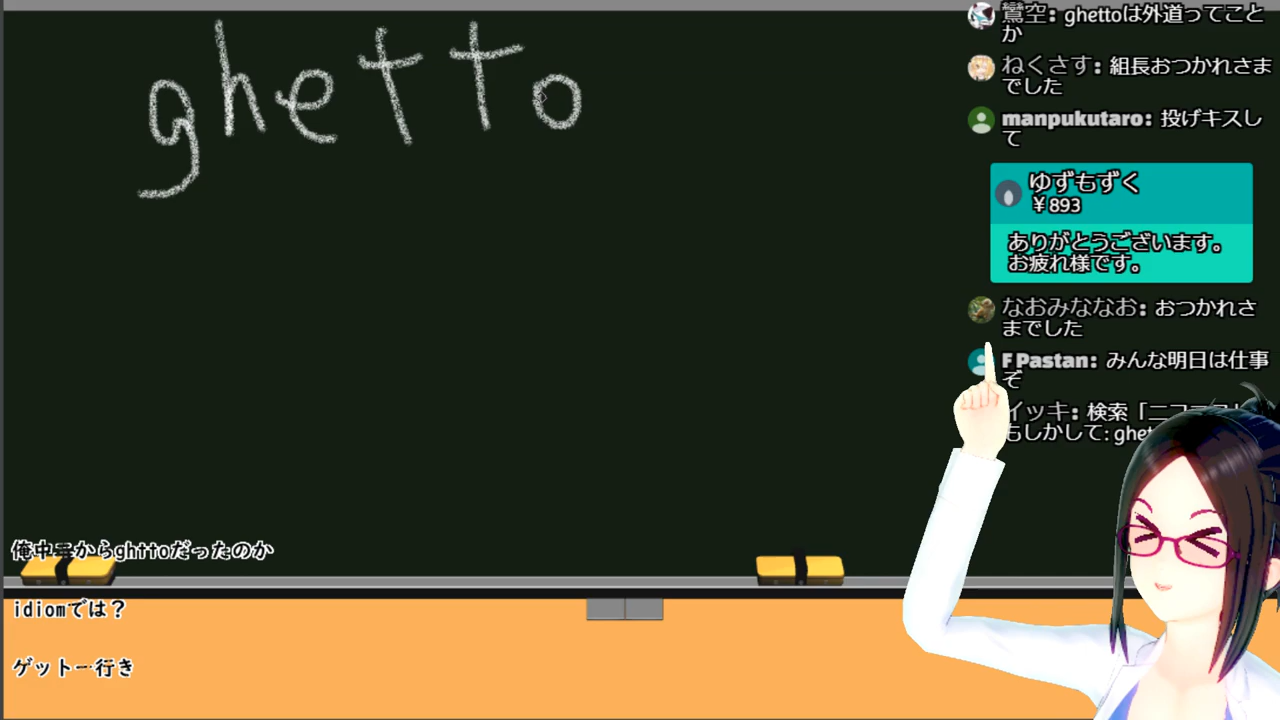 ghetto
鸞空: ghettoは外道ってこと
か
ねくさす: 組長おつかれさま
でした
manpukutaro: 投げキスし
て
ゆずもずく
￥893
ありがとうございます。
お疲れ様です。
なおみななお: おつかれさ
までした
F Pastan: みんな明日は仕事
ぞ
イッキ: 検索「ニ
もしかして: ghet
俺中二からghttoだったのか
idiomでは？
ゲットー行き